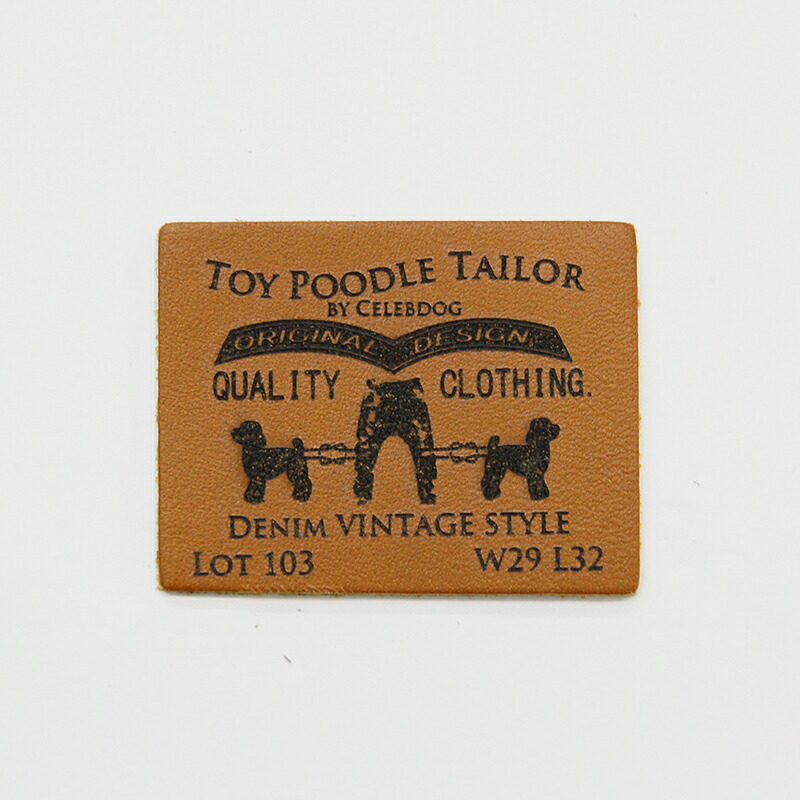 TOY POODLE TAILOR
BY CELEBDOG
ORIGINAL DESIGN
QUALITY CLOTHING.
DENIM VINTAGE STYLE
LOT 103 W29 L32